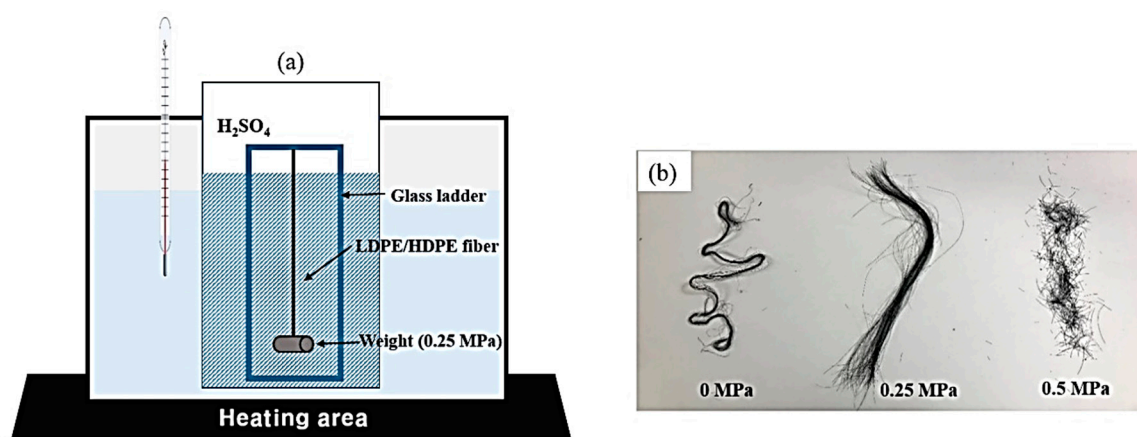 (a)
H₂SO₄
Glass ladder
LDPE/HDPE fiber
Weight (0.25 MPa)
Heating area
(b)
0 MPa
0.25 MPa
0.5 MPa